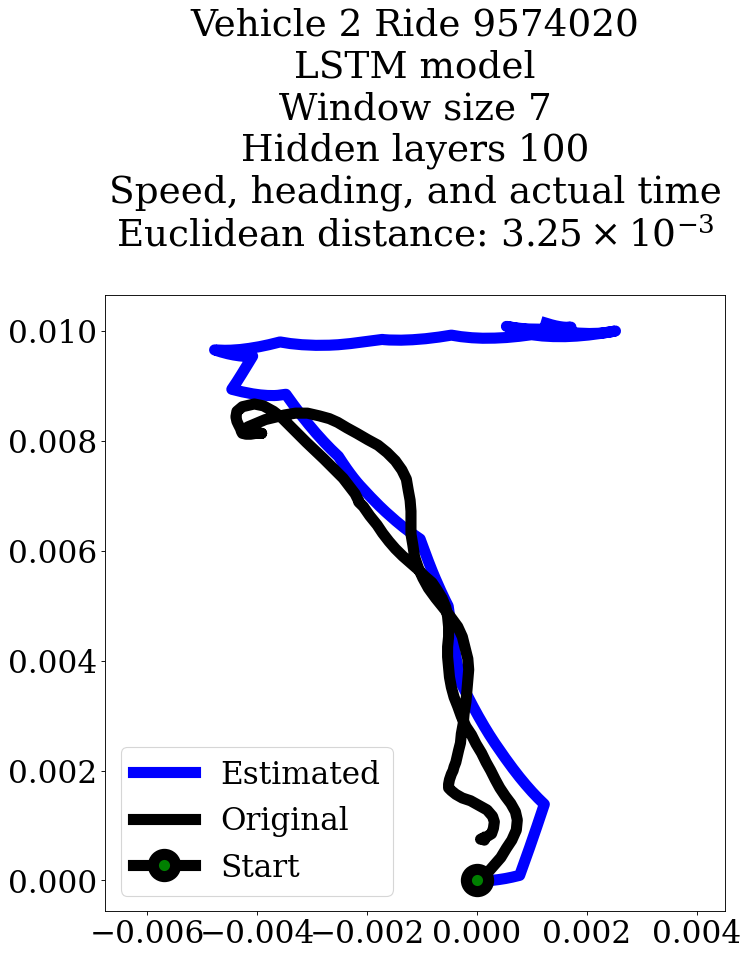 Vehicle 2 Ride 9574020
LSTM model
Window size 7
Hidden layers 100
Speed, heading, and actual time
Euclidean distance: 3.25 × 10⁻³
0.010
0.008
0.006
0.004
0.002
0.000
Estimated
Original
Start
−0.006 −0.004 −0.002 0.000 0.002 0.004